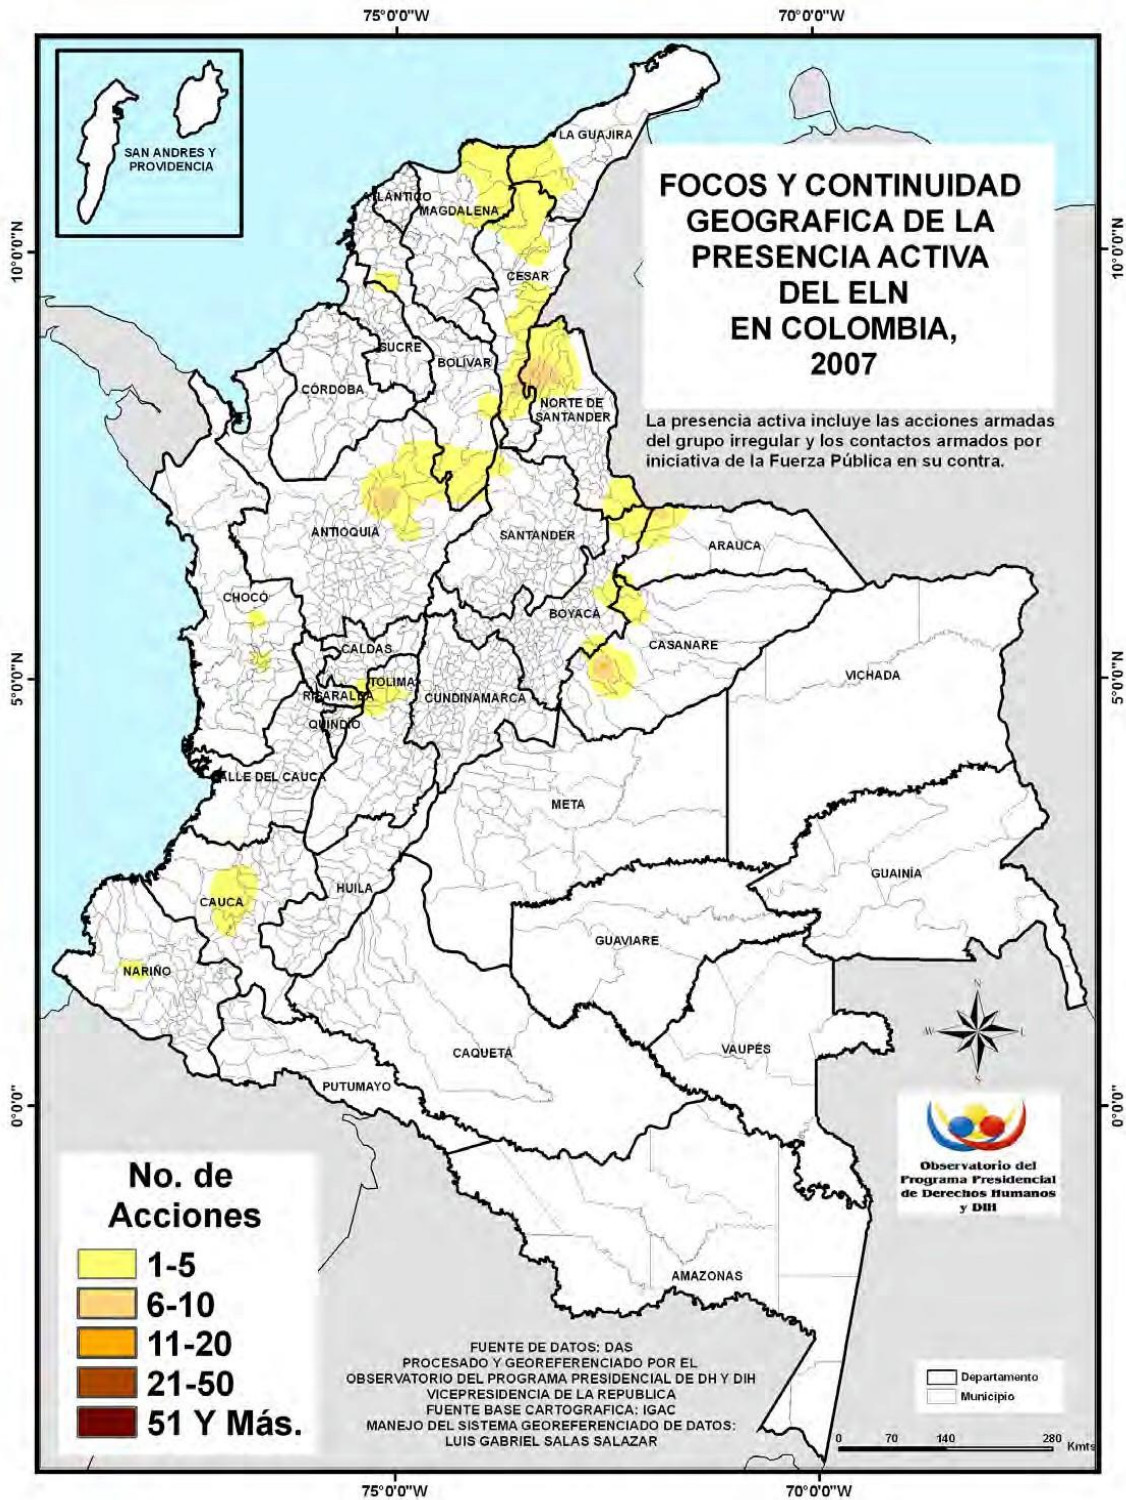 75°0'0"W
70°0'0"W
SAN ANDRES Y
PROVIDENCIA
LA GUAJIRA
ATLÁNTICO
MAGDALENA
FOCOS Y CONTINUIDAD
GEOGRAFICA DE LA
PRESENCIA ACTIVA
DEL ELN
EN COLOMBIA,
2007
10°0'0"N
10°0'0"N
CESAR
SUCRE
BOLÍVAR
CÓRDOBA
NORTE DE
SANTANDER
La presencia activa incluye las acciones armadas
del grupo irregular y los contactos armados por
iniciativa de la Fuerza Pública en su contra.
ANTIOQUIA
SANTANDER
ARAUCA
CHOCÓ
BOYACÁ
CALDAS
CASANARE
VICHADA
5°0'0"N
5°0'0"N
TOLIMA
RISARALDA
CUNDINAMARCA
QUINDIO
ALLE DEL CAUCA
META
GUAINÍA
HUILA
CAUCA
GUAVIARE
NARIÑO
N
W
L
S
VAUPÉS
CAQUETÁ
PUTUMAYO
0°0'0"
0°0'0"
Observatorio del
Programa Presidencial
de Derechos Humanos
y DIH
No. de
Acciones
1-5
6-10
11-20
21-50
51 Y Más.
AMAZONAS
FUENTE DE DATOS: DAS
PROCESADO Y GEOREFERENCIADO POR EL
OBSERVATORIO DEL PROGRAMA PRESIDENCIAL DE DH Y DIH
VICEPRESIDENCIA DE LA REPUBLICA
FUENTE BASE CARTOGRAFICA: IGAC
MANEJO DEL SISTEMA GEOREFERENCIADO DE DATOS:
LUIS GABRIEL SALAS SALAZAR
Departamento
Municipio
0 70 140 280
Kmts
75°0'0"W
70°0'0"W